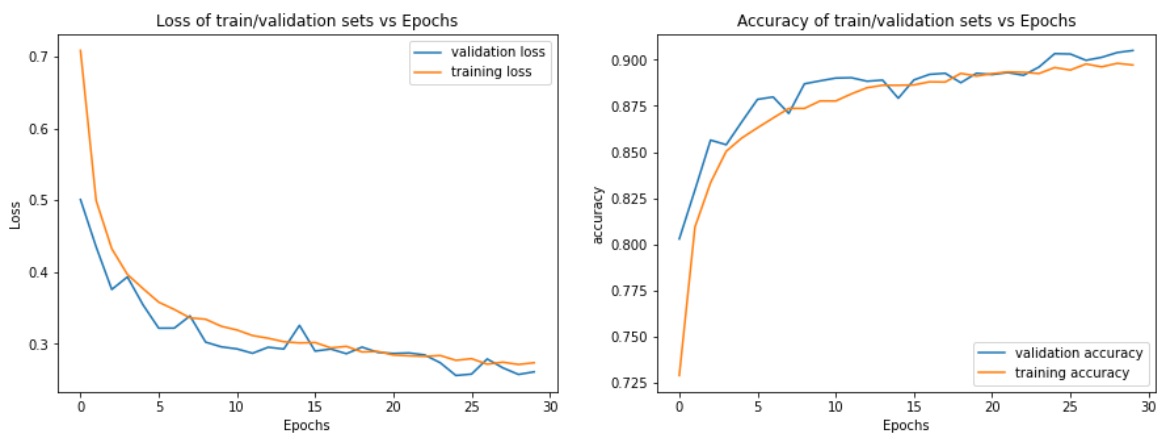 Loss of train/validation sets vs Epochs
validation loss
training loss
0.7
0.6
0.5
0.4
0.3
Loss
0 5 10 15 20 25 30
Epochs
Accuracy of train/validation sets vs Epochs
0.900
0.875
0.850
0.825
0.800
0.775
0.750
0.725
accuracy
validation accuracy
training accuracy
0 5 10 15 20 25 30
Epochs